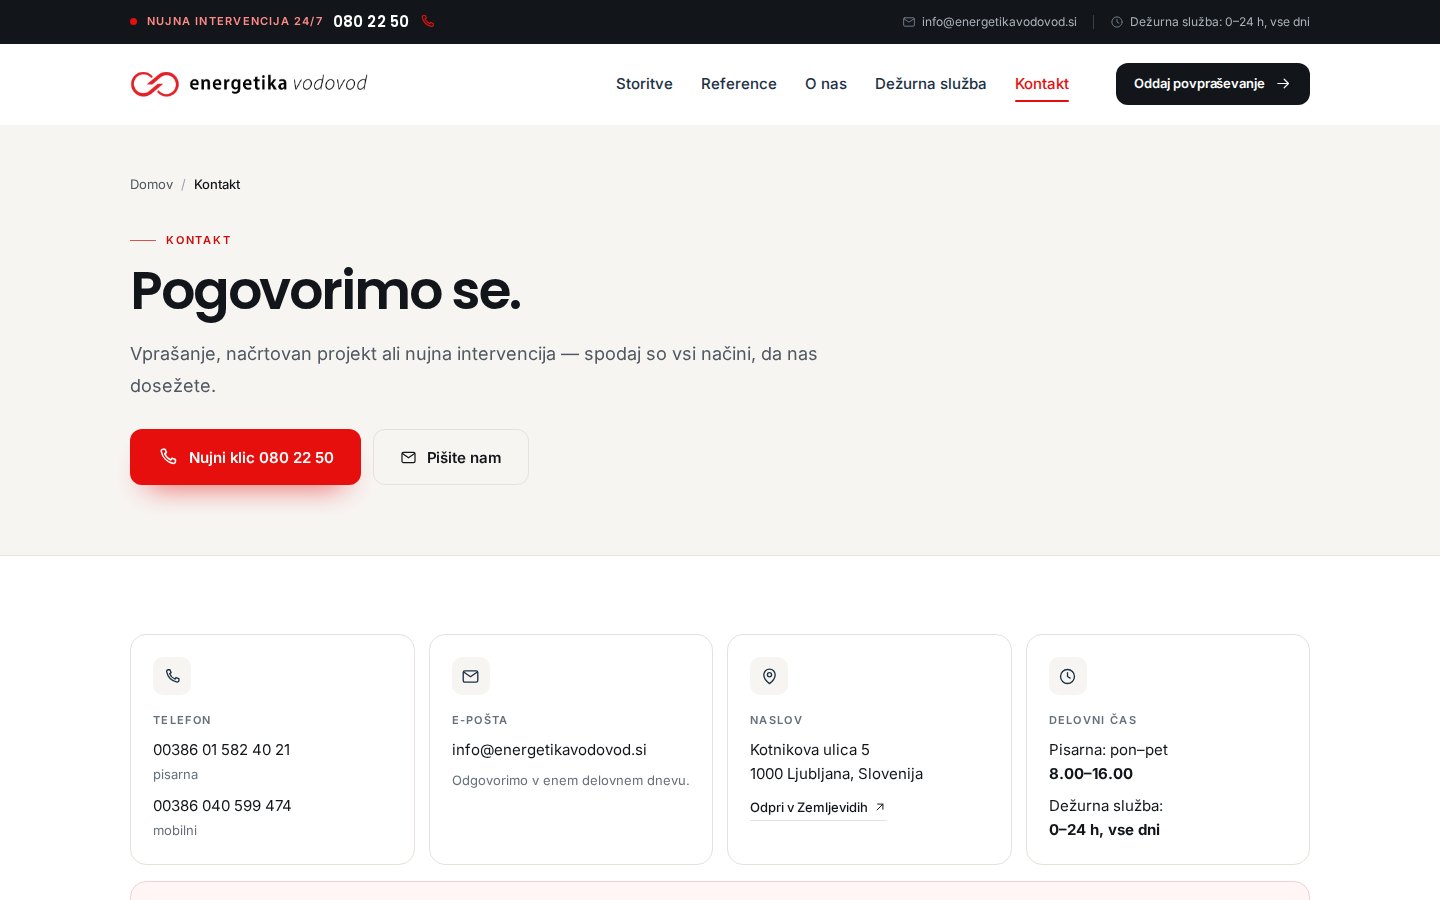 NUJNA INTERVENCIJA 24/7 080 22 50
info@energetikavodovod.si
Dežurna služba: 0–24 h, vse dni
energetika vodovod
Storitve
Reference
O nas
Dežurna služba
Kontakt
Oddaj povpraševanje
Domov / Kontakt
KONTAKT
Pogovorimo se.
Vprašanje, načrtovan projekt ali nujna intervencija — spodaj so vsi načini, da nas
dosežete.
Nujni klic 080 22 50
Pišite nam
TELEFON
00386 01 582 40 21
pisarna
00386 040 599 474
mobilni
E-POŠTA
info@energetikavodovod.si
Odgovorimo v enem delovnem dnevu.
NASLOV
Kotnikova ulica 5
1000 Ljubljana, Slovenija
Odpri v Zemljevidih
DELOVNI ČAS
Pisarna: pon–pet
8.00–16.00
Dežurna služba:
0–24 h, vse dni